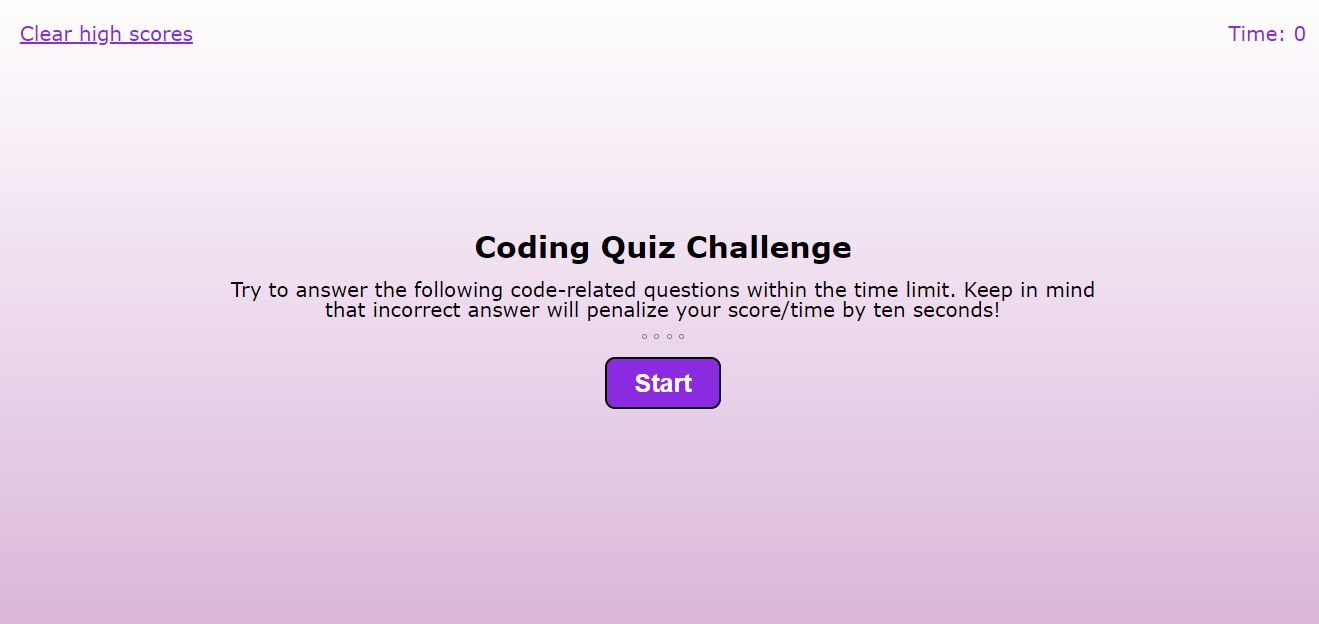 Clear high scores
Time: 0
Coding Quiz Challenge
Try to answer the following code-related questions within the time limit. Keep in mind
that incorrect answer will penalize your score/time by ten seconds!
Start